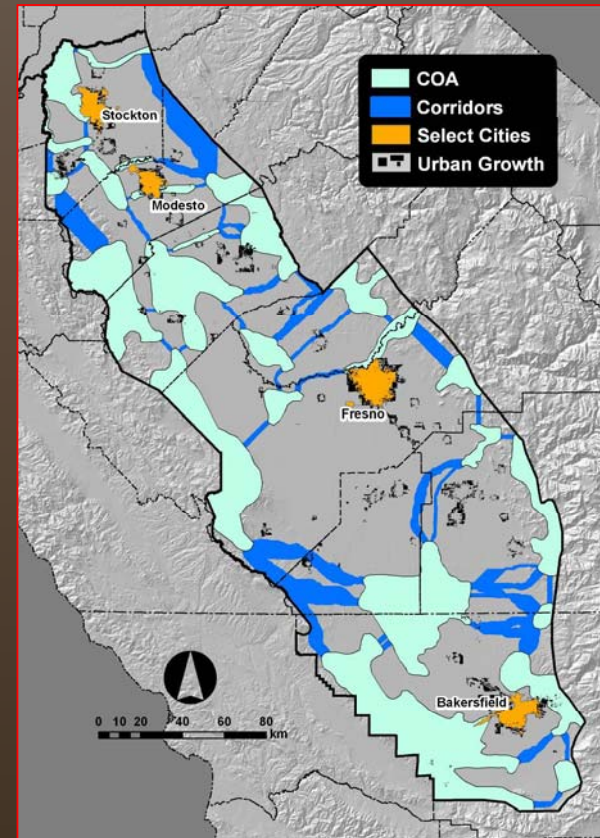 COA
Corridors
Select Cities
Urban Growth
Stockton
Modesto
Fresno
Bakersfield
0 10 20 40 60 80
km